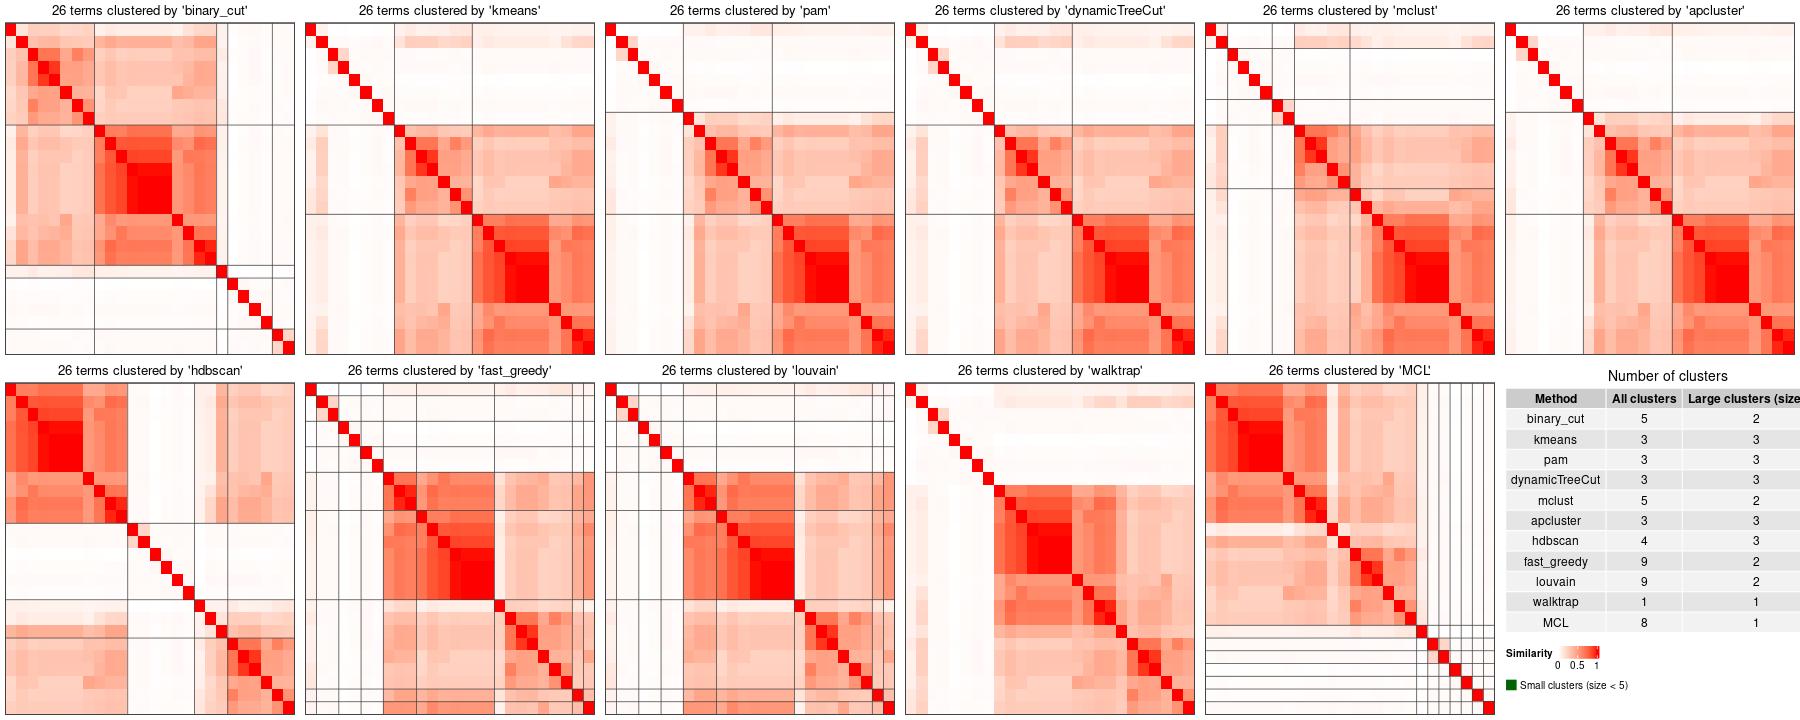 26 terms clustered by 'binary_cut'
26 terms clustered by 'kmeans'
26 terms clustered by 'pam'
26 terms clustered by 'dynamicTreeCut'
26 terms clustered by 'mclust'
26 terms clustered by 'apcluster'
26 terms clustered by 'hdbscan'
26 terms clustered by 'fast_greedy'
26 terms clustered by 'louvain'
26 terms clustered by 'walktrap'
26 terms clustered by 'MCL'
Number of clusters
Method All clusters Large clusters (size
binary_cut 5 2
kmeans 3 3
pam 3 3
dynamicTreeCut 3 3
mclust 5 2
apcluster 3 3
hdbscan 4 3
fast_greedy 9 2
louvain 9 2
walktrap 1 1
MCL 8 1
Similarity
0 0.5 1
Small clusters (size < 5)